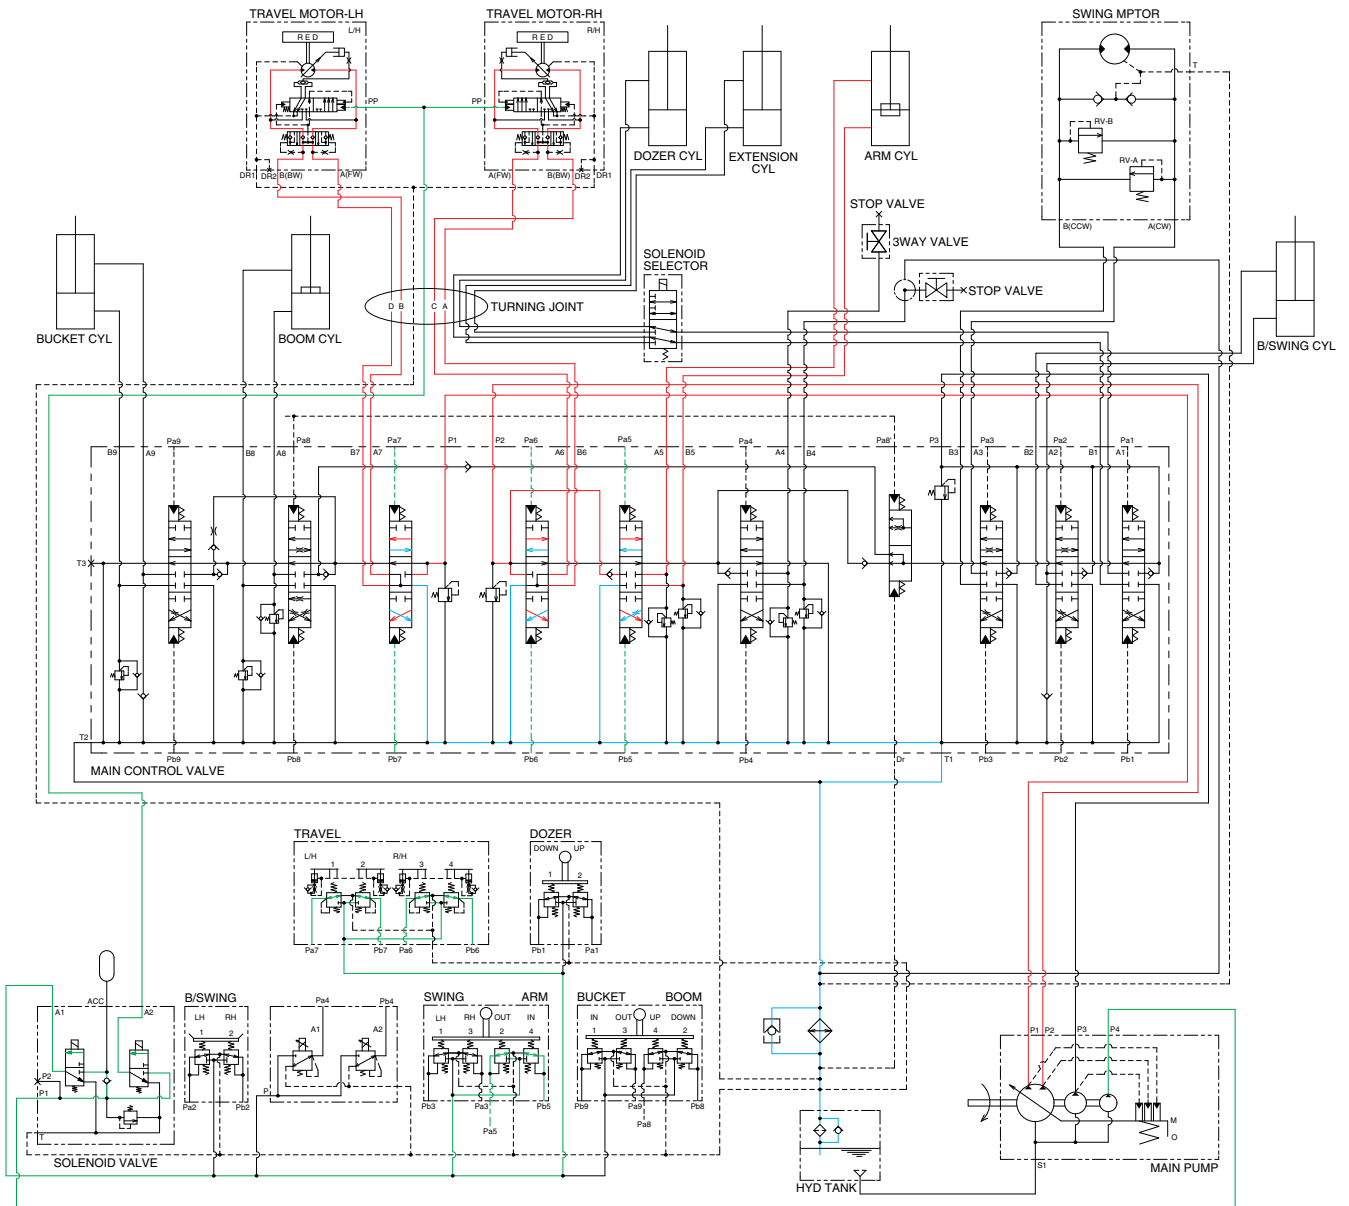 TRAVEL MOTOR-LH
TRAVEL MOTOR-RH
SWING MPTOR
L/H
R/H
RED
RED
PP
PP
T
RV-B
RV-A
DOZER CYL
EXTENSION
CYL
ARM CYL
DR1
DR2
B(BW)
A(FW)
A(FW)
B(BW)
DR2
DR1
STOP VALVE
3WAY VALVE
B(CCW)
A(CW)
SOLENOID
SELECTOR
STOP VALVE
D B
C A
TURNING JOINT
BUCKET CYL
BOOM CYL
B/SWING CYL
Pa9
Pa8
Pa7
P1
P2
Pa6
Pa5
Pa4
Pa8'
P3
Pa3
Pa2
Pa1
B9
A9
B8
A8
B7
A7
A6
B6
A5
B5
A4
B4
B3
A3
B2
A2
B1
A1
T3
T2
Pb9
Pb8
Pb7
Pb6
Pb5
Pb4
Dr
T1
Pb3
Pb2
Pb1
MAIN CONTROL VALVE
TRAVEL
DOZER
L/H
1
2
R/H
3
4
DOWN
UP
1
2
Pa7
Pb7
Pa6
Pb6
Pb1
Pa1
ACC
A1
A2
B/SWING
LH
RH
1
2
Pa4
Pb4
A1
A2
SWING
ARM
LH
RH
OUT
IN
1
3
2
4
BUCKET
BOOM
IN
OUT
UP
DOWN
1
3
4
2
P2
P1
P
T
Pa2
Pb2
Pb3
Pa3
Pb5
Pa5
Pb9
Pa9
Pb8
Pa8
SOLENOID VALVE
P1
P2
P3
P4
M
O
S1
MAIN PUMP
HYD TANK